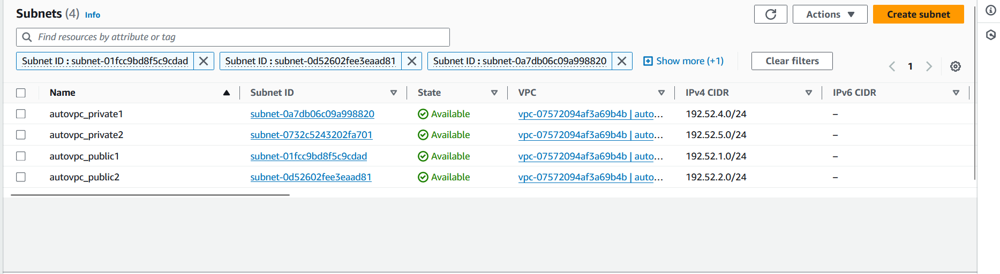 Subnets (4) Info
Actions
Create subnet
Find resources by attribute or tag
Subnet ID : subnet-01fcc9bd8f5c9cdad
Subnet ID : subnet-0d52602fee3eaad81
Subnet ID : subnet-0a7db06c09a998820
Show more (+1)
Clear filters
1
Name Subnet ID State VPC IPv4 CIDR IPv6 CIDR
autovpc_private1 subnet-0a7db06c09a998820 Available vpc-07572094af3a69b4b | auto... 192.52.4.0/24 –
autovpc_private2 subnet-0732c5243202fa701 Available vpc-07572094af3a69b4b | auto... 192.52.5.0/24 –
autovpc_public1 subnet-01fcc9bd8f5c9cdad Available vpc-07572094af3a69b4b | auto... 192.52.1.0/24 –
autovpc_public2 subnet-0d52602fee3eaad81 Available vpc-07572094af3a69b4b | auto... 192.52.2.0/24 –